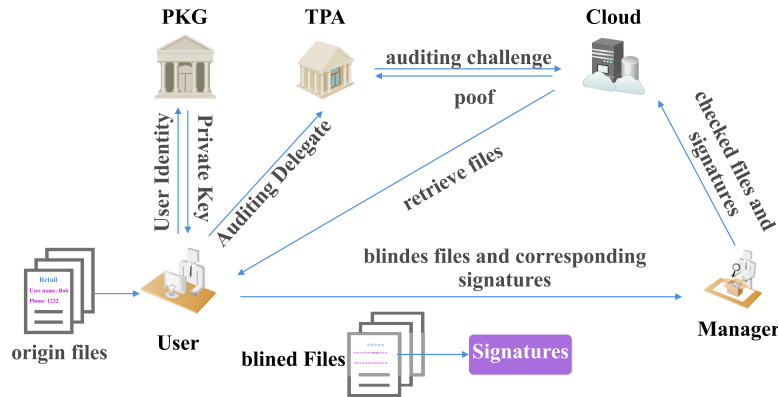 PKG
TPA
Cloud
auditing challenge
poof
User Identity
Private Key
Auditing Delegate
retrieve files
checked files and
signatures
Retail
User name: Bob
Phone: 1232
blindes files and corresponding
signatures
origin files
User
Manager
blined Files
*****
Signatures